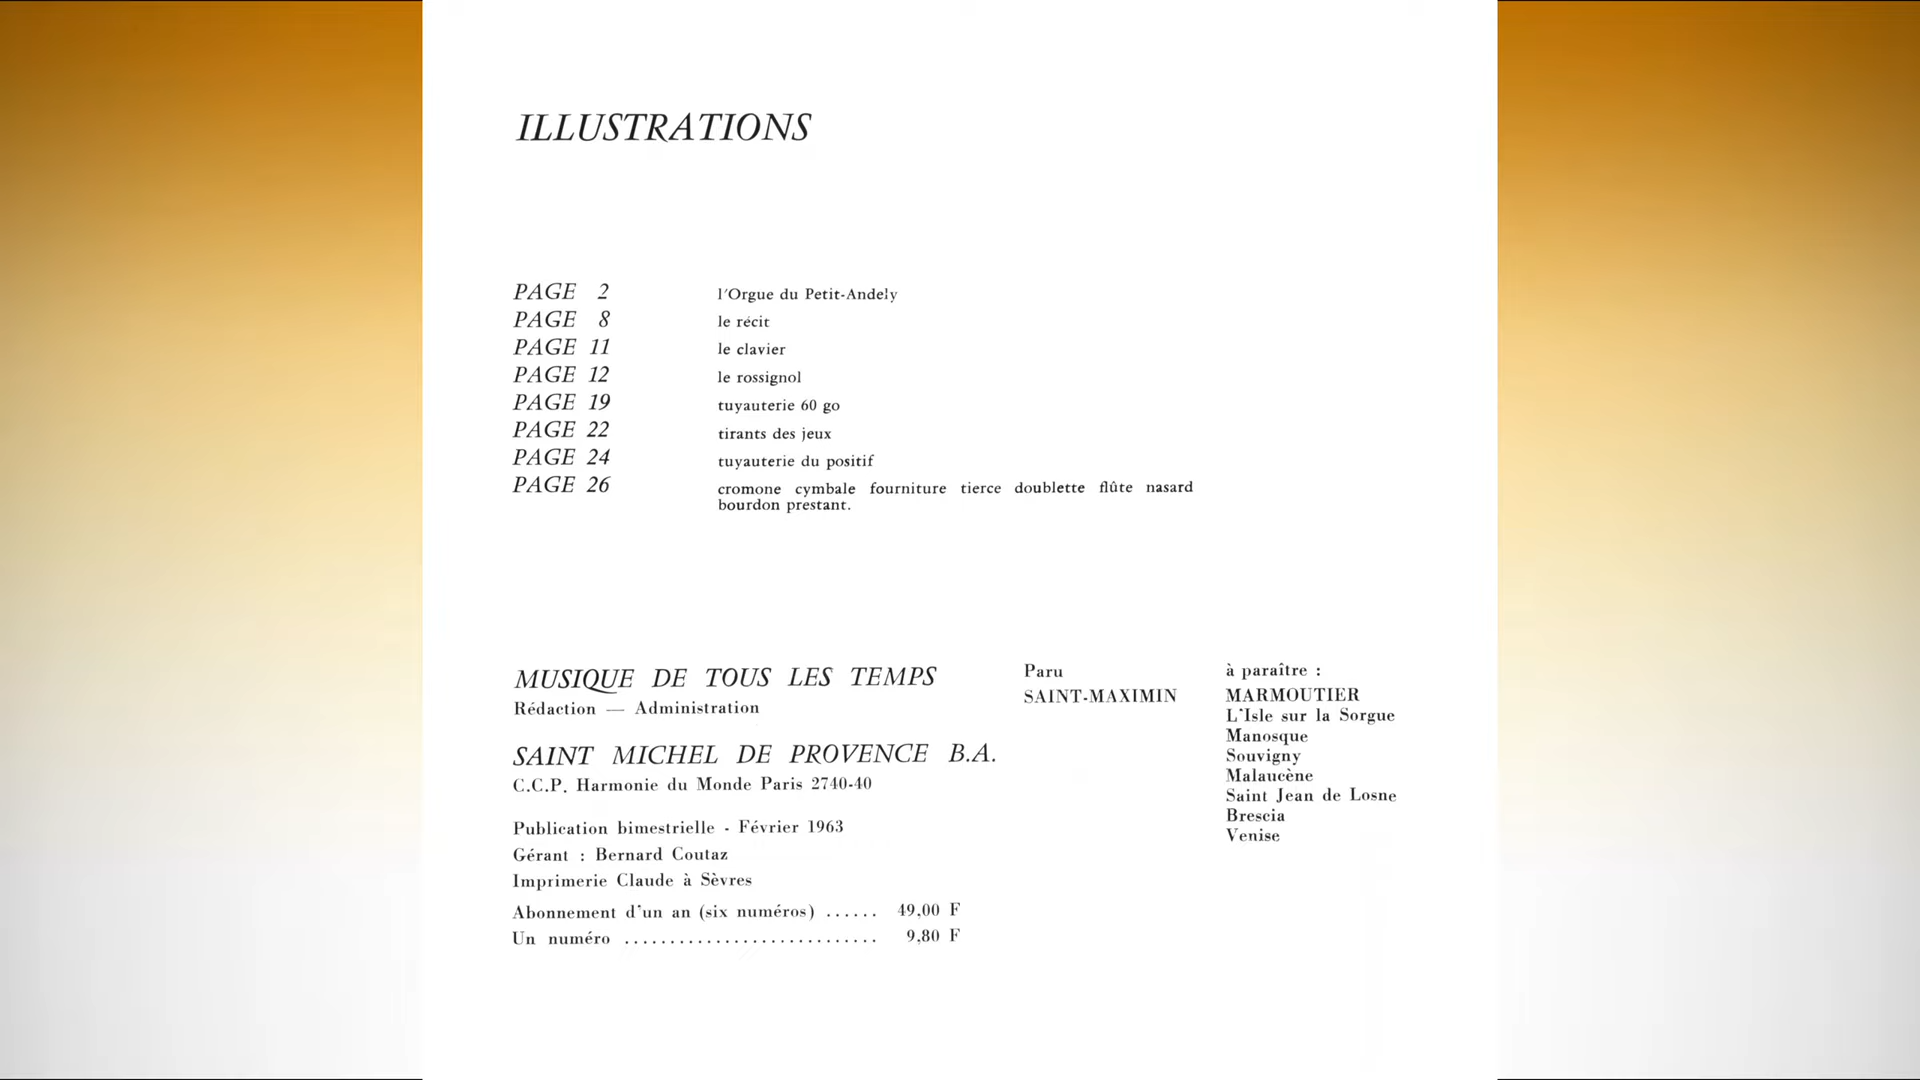 ILLUSTRATIONS
PAGE 2 l'Orgue du Petit-Andely
PAGE 8 le récit
PAGE 11 le clavier
PAGE 12 le rossignol
PAGE 19 tuyauterie 60 go
PAGE 22 tirants des jeux
PAGE 24 tuyauterie du positif
PAGE 26 cromone cymbale fourniture tierce doublette flûte nasard
bourdon prestant.
MUSIQUE DE TOUS LES TEMPS
Rédaction — Administration
SAINT MICHEL DE PROVENCE B.A.
C.C.P. Harmonie du Monde Paris 2740-40
Publication bimestrielle - Février 1963
Gérant : Bernard Coutaz
Imprimerie Claude à Sèvres
Abonnement d'un an (six numéros) ...... 49,00 F
Un numéro ............................ 9,80 F
Paru
SAINT-MAXIMIN
à paraître :
MARMOUTIER
L'Isle sur la Sorgue
Manosque
Souvigny
Malaucène
Saint Jean de Losne
Brescia
Venise